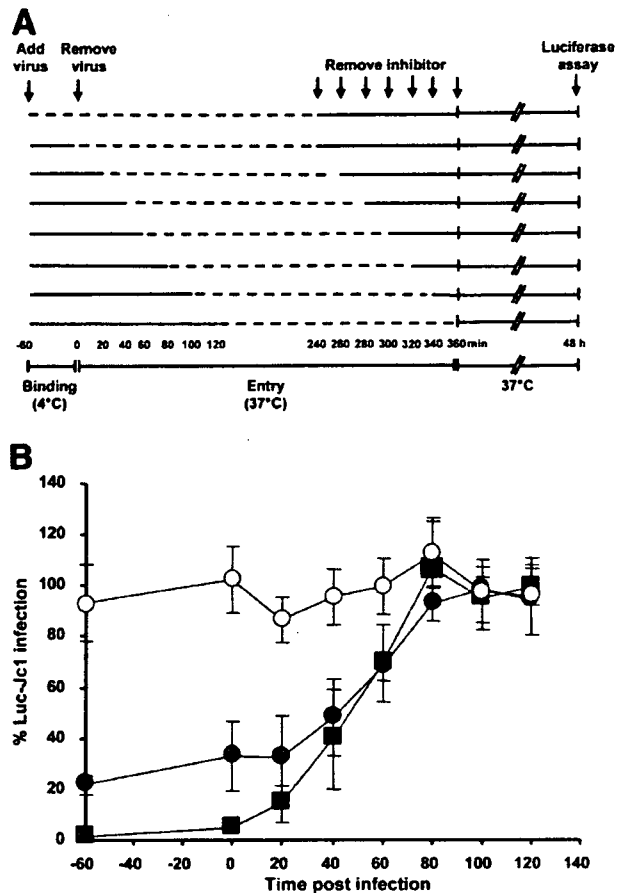 A
Add virus
Remove virus
Remove inhibitor
Luciferase assay
-60 0 20 40 60 80 100 120 240 260 280 300 320 340 360 min 48 h
Binding (4°C)
Entry (37°C)
37°C
B
140
120
100
80
60
40
20
0
% Luc-Jc1 infection
-60 -40 -20 0 20 40 60 80 100 120 140
Time post infection